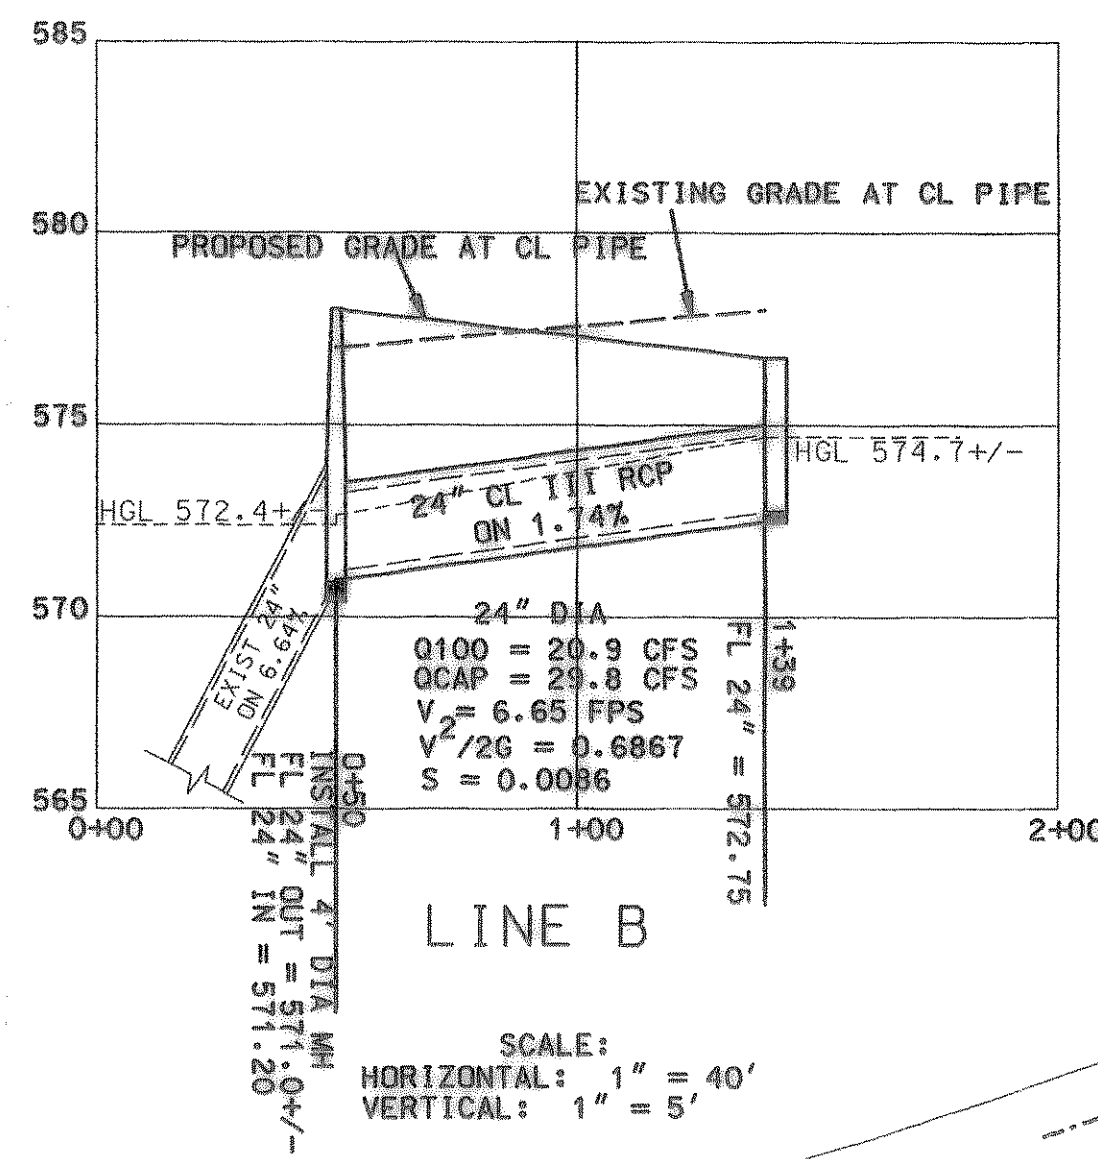 585
EXISTING GRADE AT CL PIPE
580
PROPOSED GRADE AT CL PIPE
575
HGL 574.7+/-
24" CL III RCP
ON 1.74%
HGL 572.4+/-
EXIST 24"
ON 6.64%
570
24" DIA
Q100 = 20.9 CFS
QCAP = 29.8 CFS
V2= 6.65 FPS
V²/2G = 0.6867
S = 0.0086
1+39
FL 24" = 572.75
565
0+00
1+00
2+00
0+50
INSTALL 4' DIA MH
FL 24" OUT = 571.0+/-
FL 24" IN = 571.20
LINE B
SCALE:
HORIZONTAL: 1" = 40'
VERTICAL: 1" = 5'